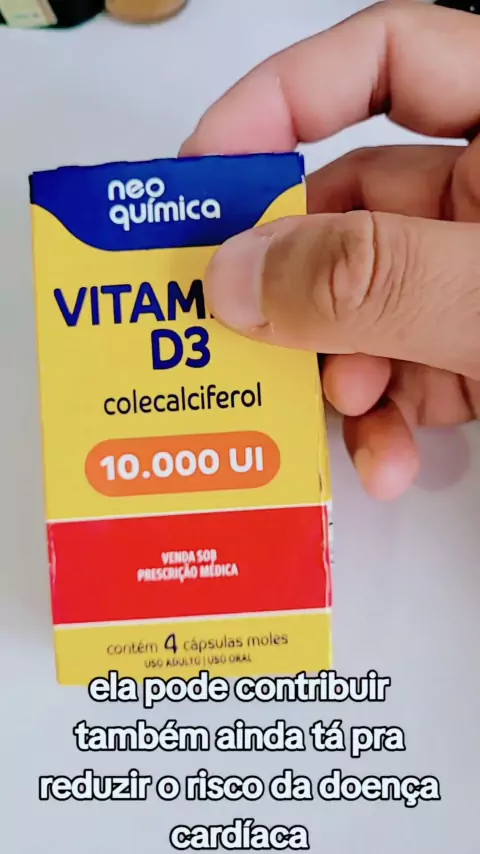 neo
química
D3
colecalciferol
10.000 UI
VENDA SOB
PRESCRIÇÃO MÉDICA
contém 4 cápsulas moles
USO ADULTO | USO ORAL
ela pode contribuir
também ainda tá pra
reduzir o risco da doença
cardíaca